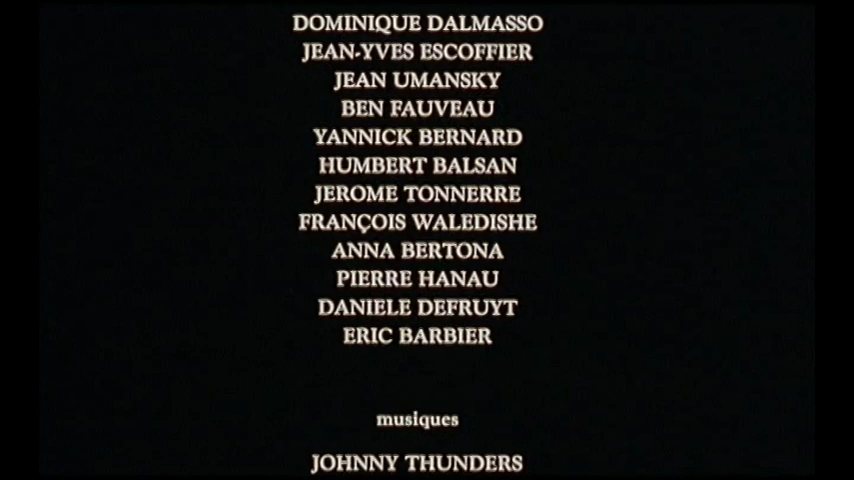 DOMINIQUE DALMASSO
JEAN-YVES ESCOFFIER
JEAN UMANSKY
BEN FAUVEAU
YANNICK BERNARD
HUMBERT BALSAN
JEROME TONNERRE
FRANÇOIS WALEDISHE
ANNA BERTONA
PIERRE HANAU
DANIELE DEFRUYT
ERIC BARBIER
musiques
JOHNNY THUNDERS